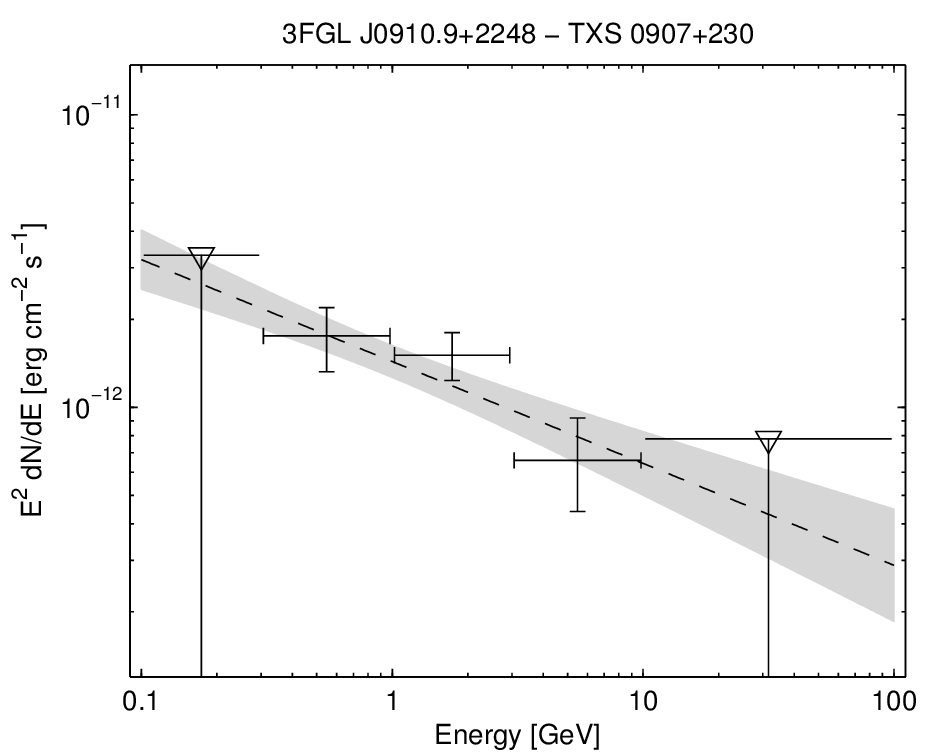 3FGL J0910.9+2248 − TXS 0907+230
10⁻¹¹
10⁻¹²
E² dN/dE [erg cm⁻² s⁻¹]
0.1 1 10 100
Energy [GeV]